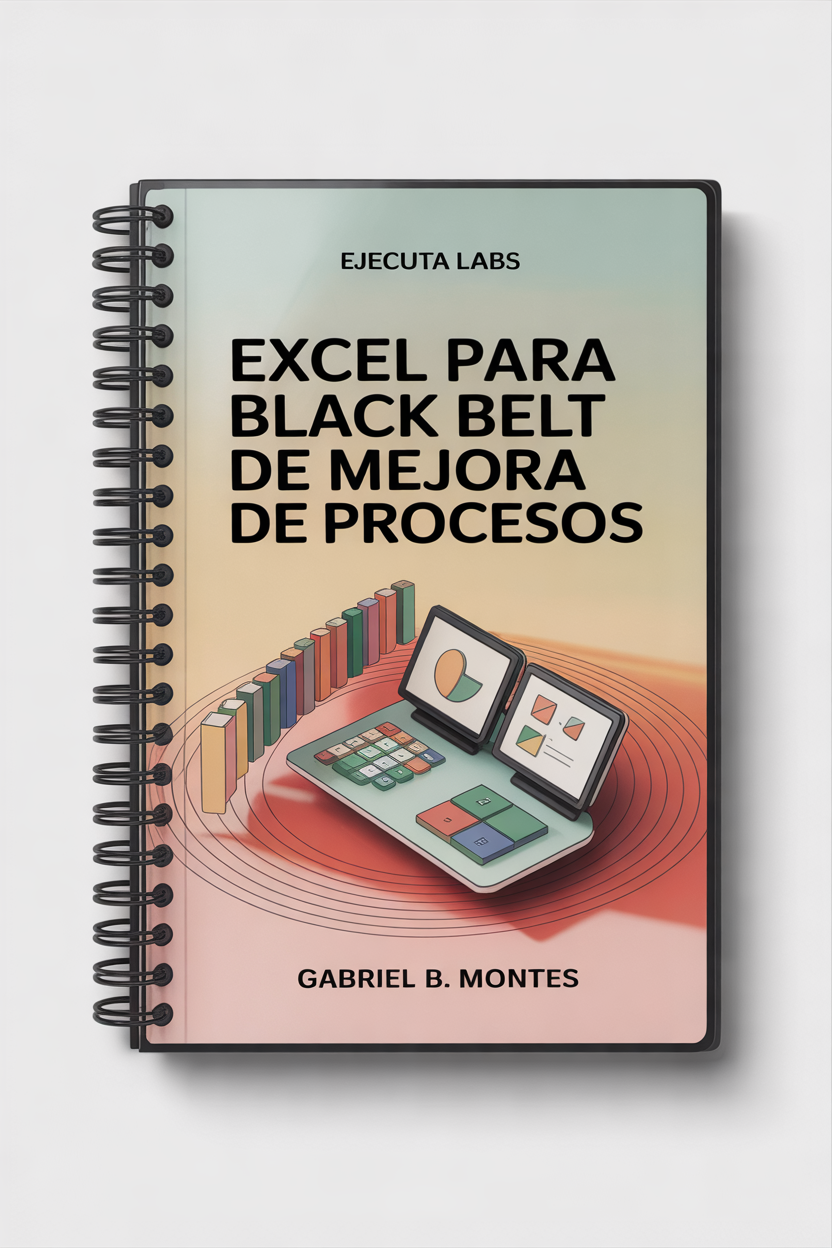 EJECUTA LABS
EXCEL PARA
BLACK BELT
DE MEJORA
DE PROCESOS
GABRIEL B. MONTES